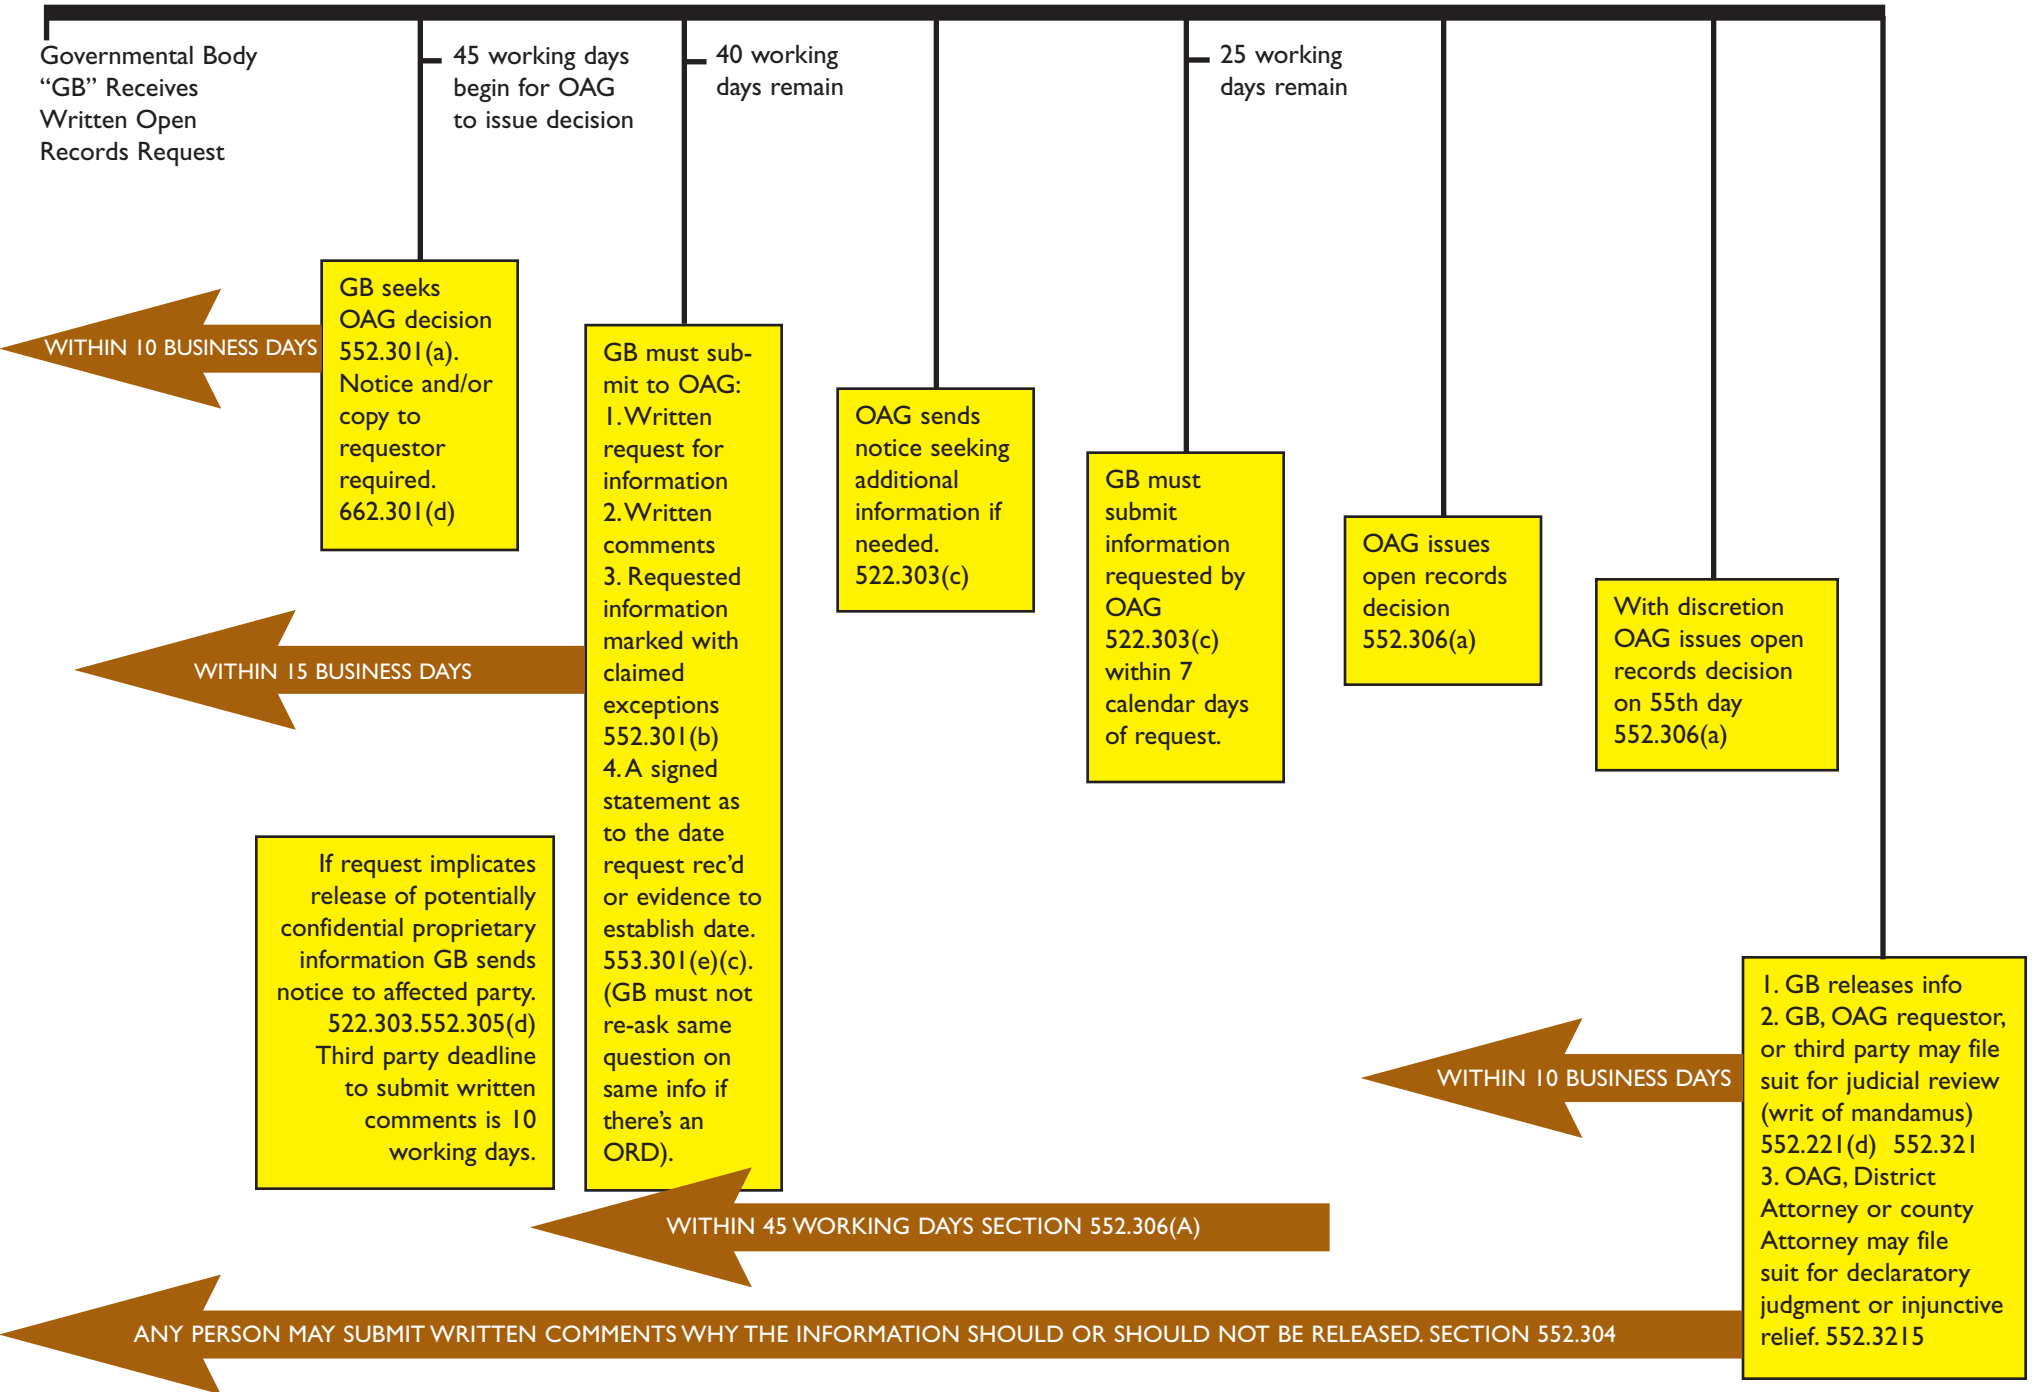 Governmental Body
“GB” Receives
Written Open
Records Request
45 working days
begin for OAG
to issue decision
40 working
days remain
25 working
days remain
WITHIN 10 BUSINESS DAYS
GB seeks
OAG decision
552.301(a).
Notice and/or
copy to
requestor
required.
662.301(d)
WITHIN 15 BUSINESS DAYS
GB must sub-
mit to OAG:
1. Written
request for
information
2. Written
comments
3. Requested
information
marked with
claimed
exceptions
552.301(b)
4. A signed
statement as
to the date
request rec’d
or evidence to
establish date.
553.301(e)(c).
(GB must not
re-ask same
question on
same info if
there’s an
ORD).
OAG sends
notice seeking
additional
information if
needed.
522.303(c)
GB must
submit
information
requested by
OAG
522.303(c)
within 7
calendar days
of request.
OAG issues
open records
decision
552.306(a)
With discretion
OAG issues open
records decision
on 55th day
552.306(a)
If request implicates
release of potentially
confidential proprietary
information GB sends
notice to affected party.
522.303.552.305(d)
Third party deadline
to submit written
comments is 10
working days.
WITHIN 10 BUSINESS DAYS
1. GB releases info
2. GB, OAG requestor,
or third party may file
suit for judicial review
(writ of mandamus)
552.221(d) 552.321
3. OAG, District
Attorney or county
Attorney may file
suit for declaratory
judgment or injunctive
relief. 552.3215
WITHIN 45 WORKING DAYS SECTION 552.306(A)
ANY PERSON MAY SUBMIT WRITTEN COMMENTS WHY THE INFORMATION SHOULD OR SHOULD NOT BE RELEASED. SECTION 552.304